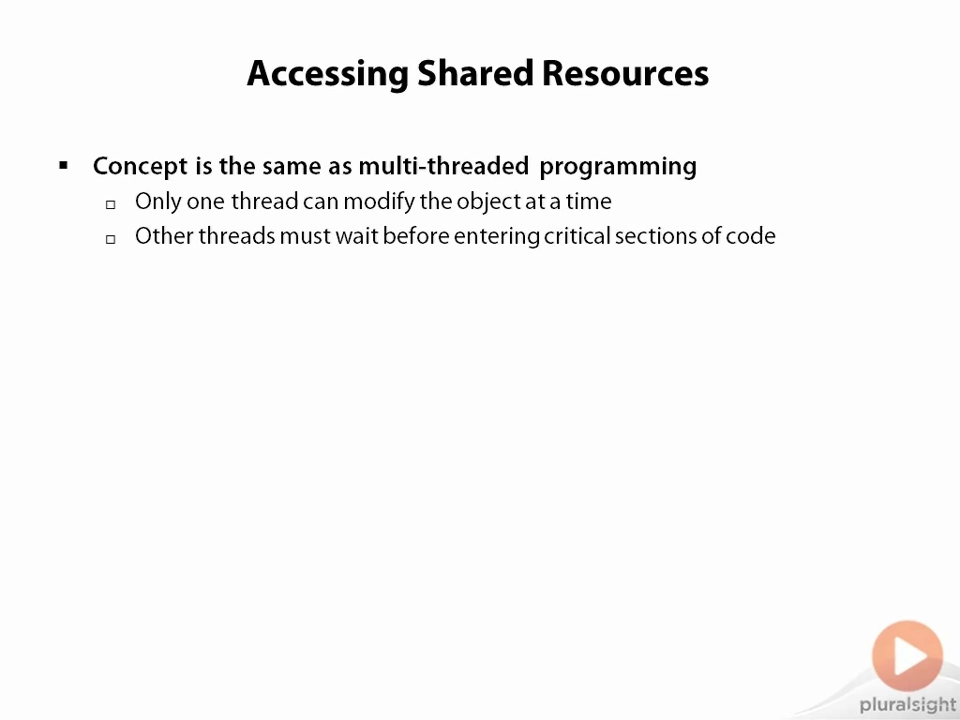 Accessing Shared Resources
Concept is the same as multi-threaded programming
Only one thread can modify the object at a time
Other threads must wait before entering critical sections of code
pluralsight